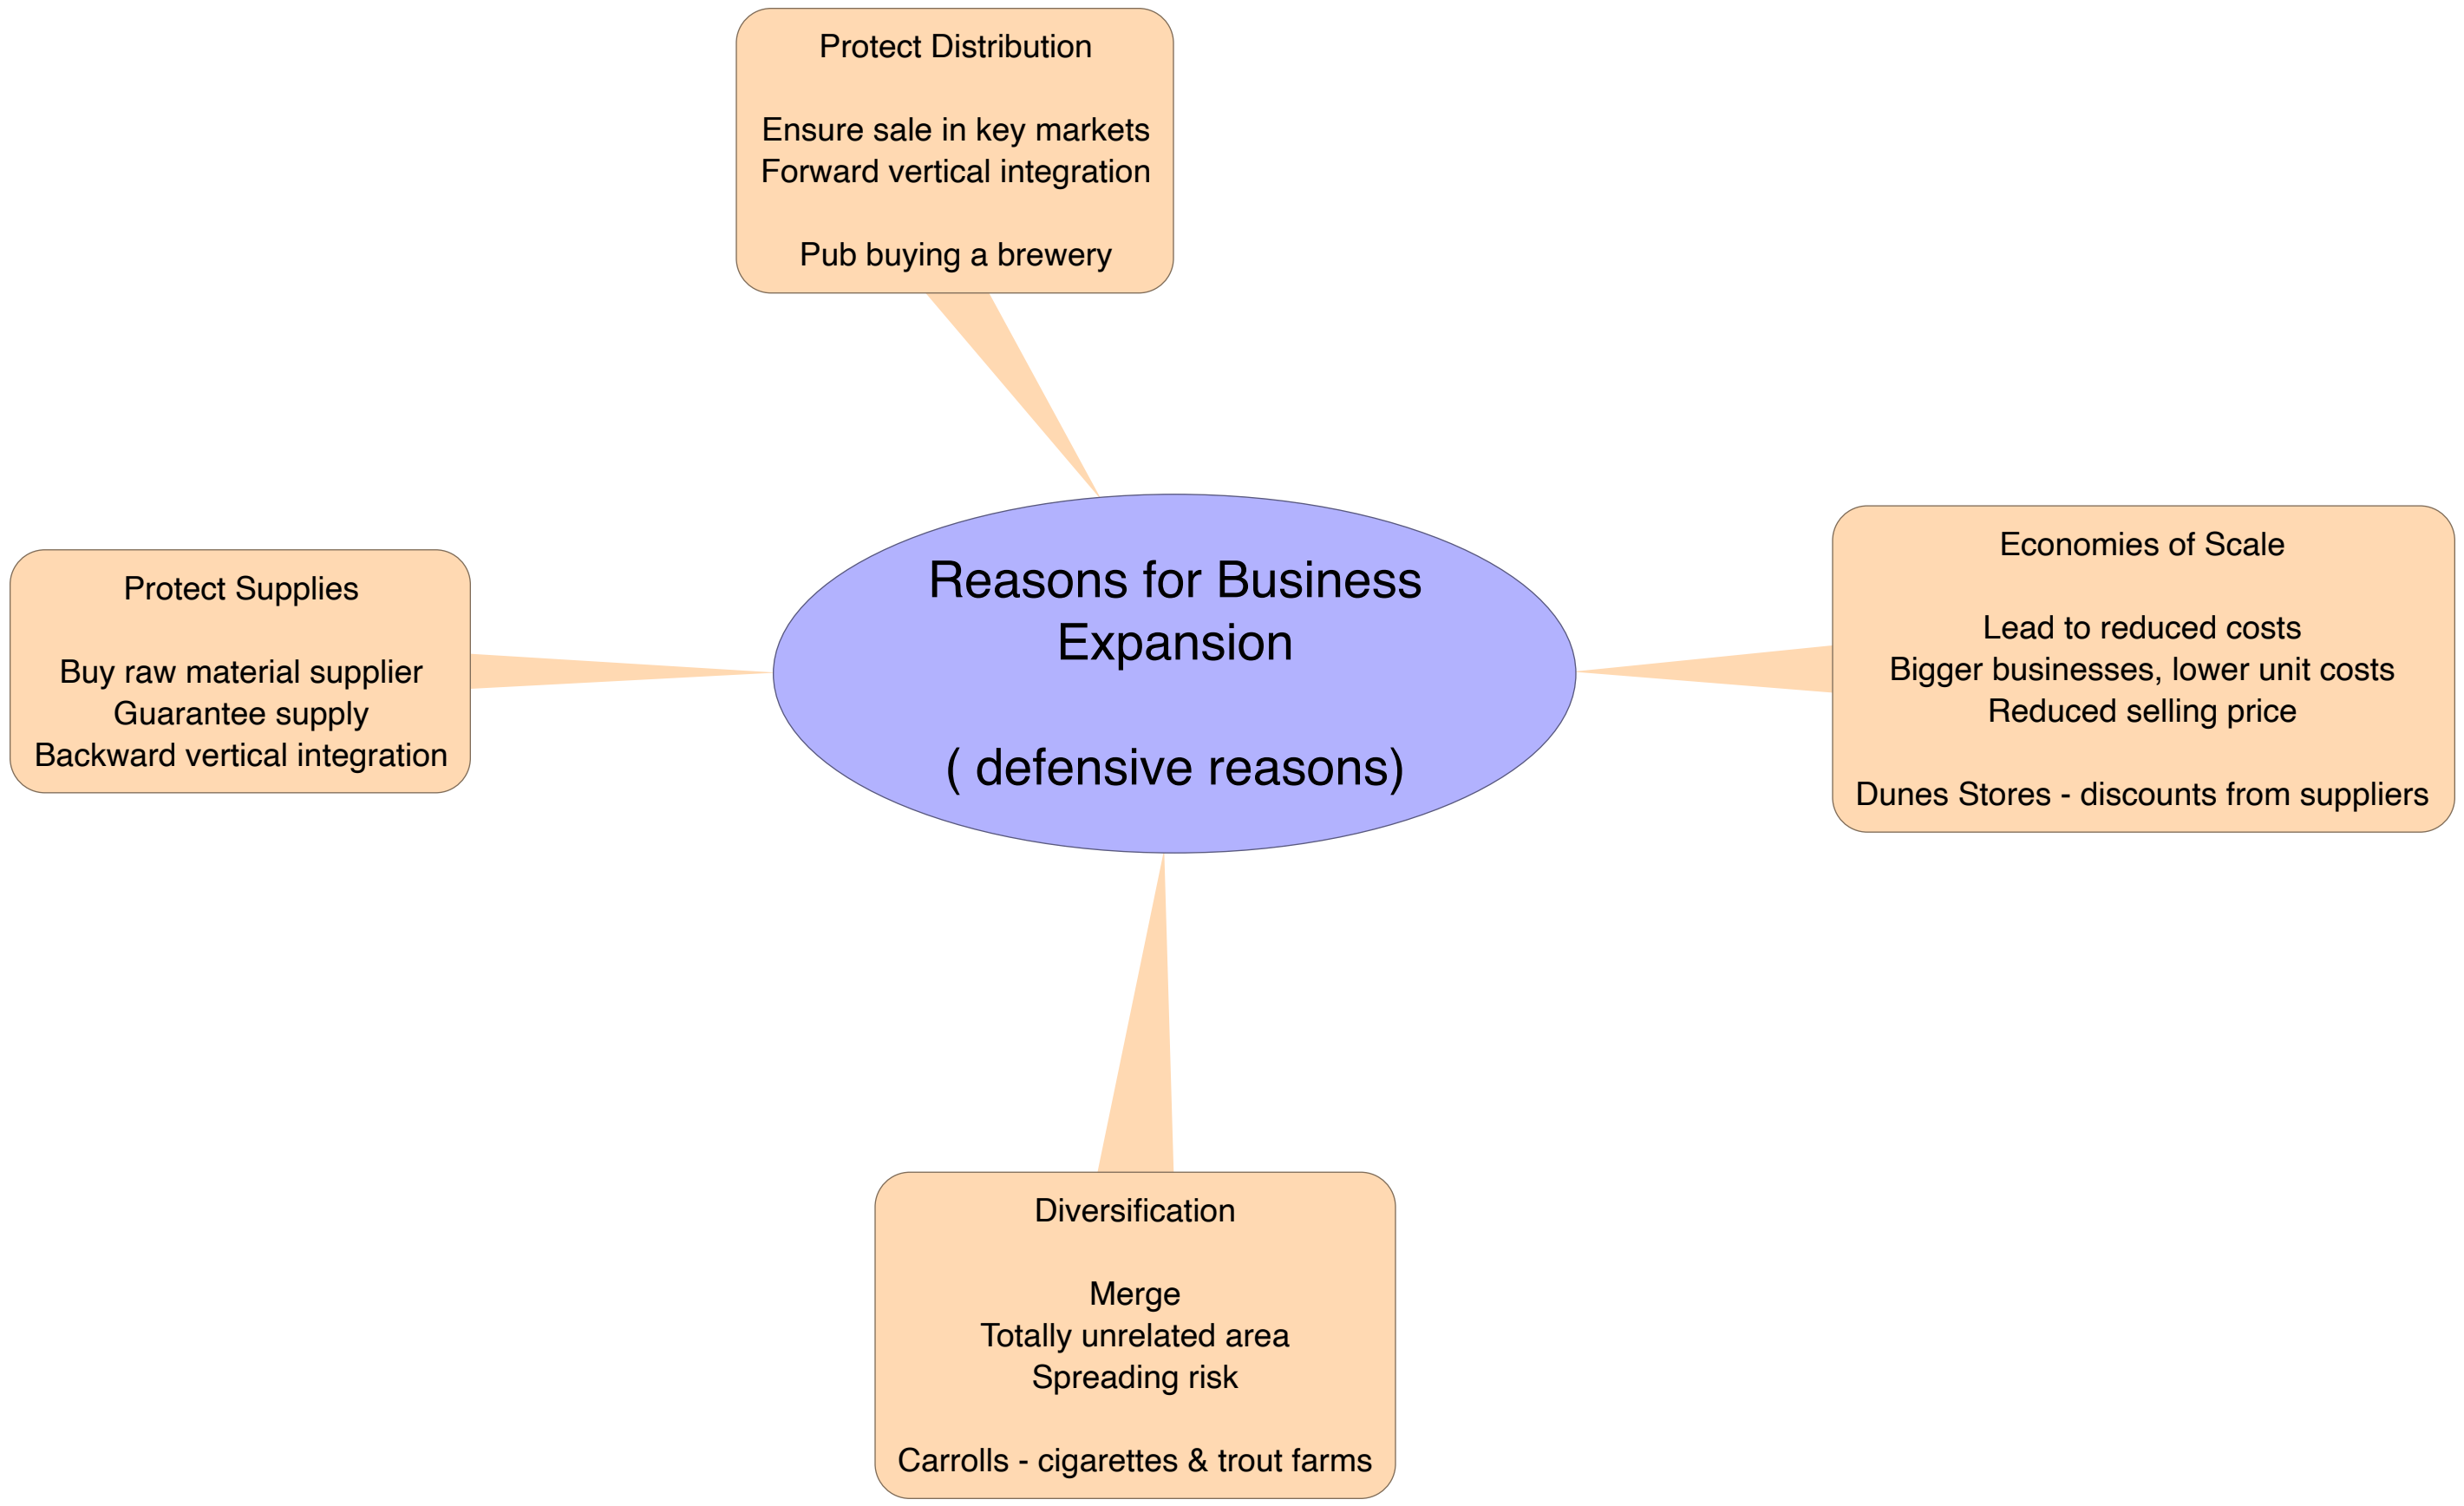 Protect Distribution
Ensure sale in key markets
Forward vertical integration
Pub buying a brewery
Reasons for Business
Expansion
( defensive reasons)
Economies of Scale
Lead to reduced costs
Bigger businesses, lower unit costs
Reduced selling price
Dunes Stores - discounts from suppliers
Protect Supplies
Buy raw material supplier
Guarantee supply
Backward vertical integration
Diversification
Merge
Totally unrelated area
Spreading risk
Carrolls - cigarettes & trout farms